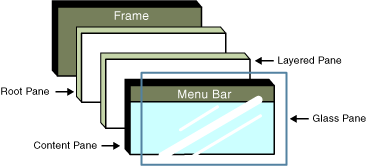 Frame
Layered Pane
Root Pane
Menu Bar
Glass Pane
Content Pane